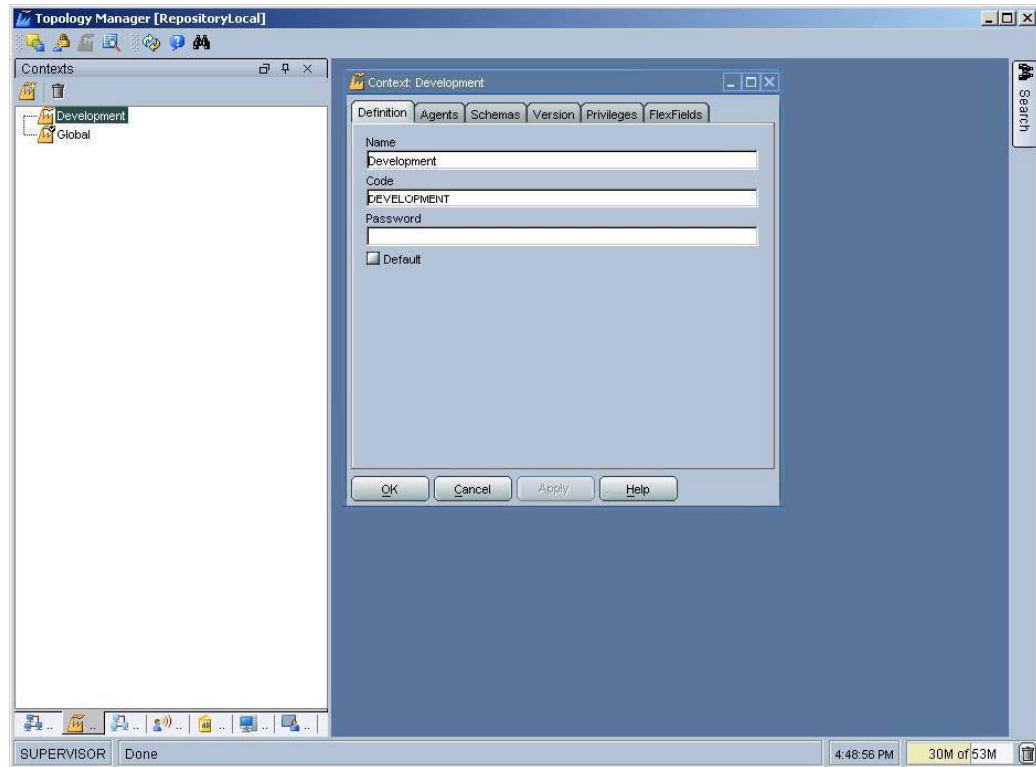 Topology Manager [RepositoryLocal]
Contexts
Development
Global
Context: Development
Definition Agents Schemas Version Privileges FlexFields
Name
Development
Code
DEVELOPMENT
Password
Default
OK Cancel Apply Help
Search
.. .. .. .. .. .. ..
SUPERVISOR Done 4:48:56 PM 30M of 53M